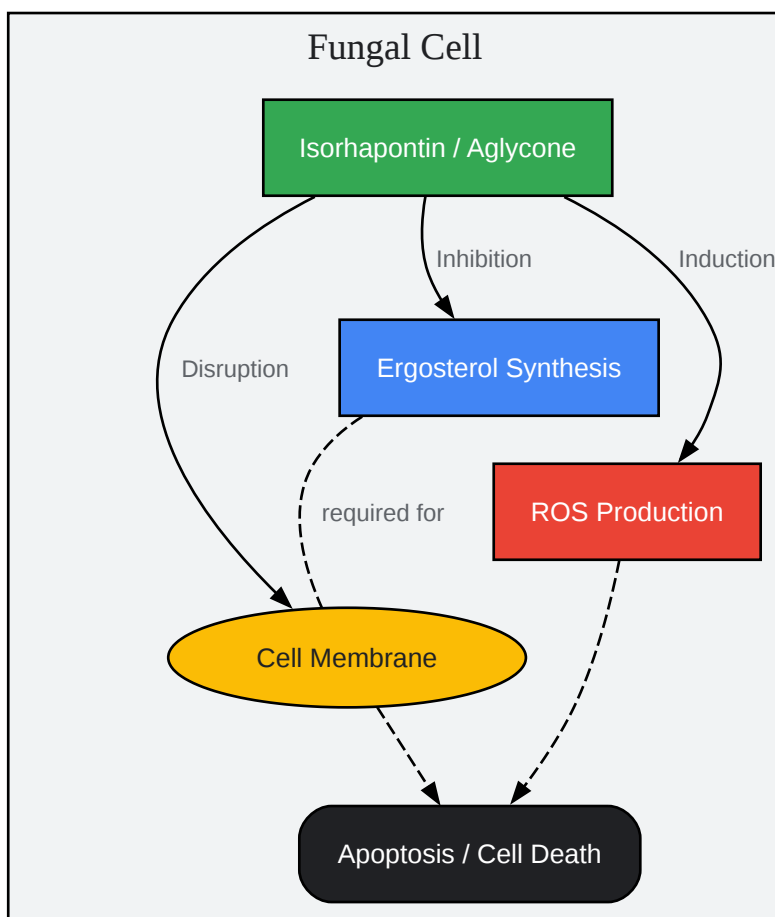 Fungal Cell
Isorhapontin / Aglycone
Inhibition
Induction
Disruption
Ergosterol Synthesis
required for
ROS Production
Cell Membrane
Apoptosis / Cell Death